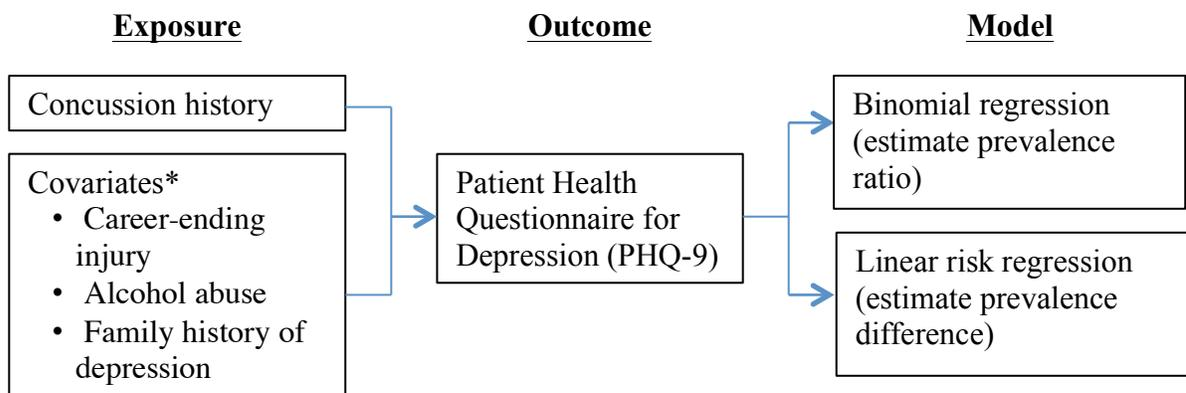 Exposure
Outcome
Model
Concussion history
Covariates*
• Career-ending
injury
• Alcohol abuse
• Family history of
depression
Patient Health
Questionnaire for
Depression (PHQ-9)
Binomial regression
(estimate prevalence
ratio)
Linear risk regression
(estimate prevalence
difference)